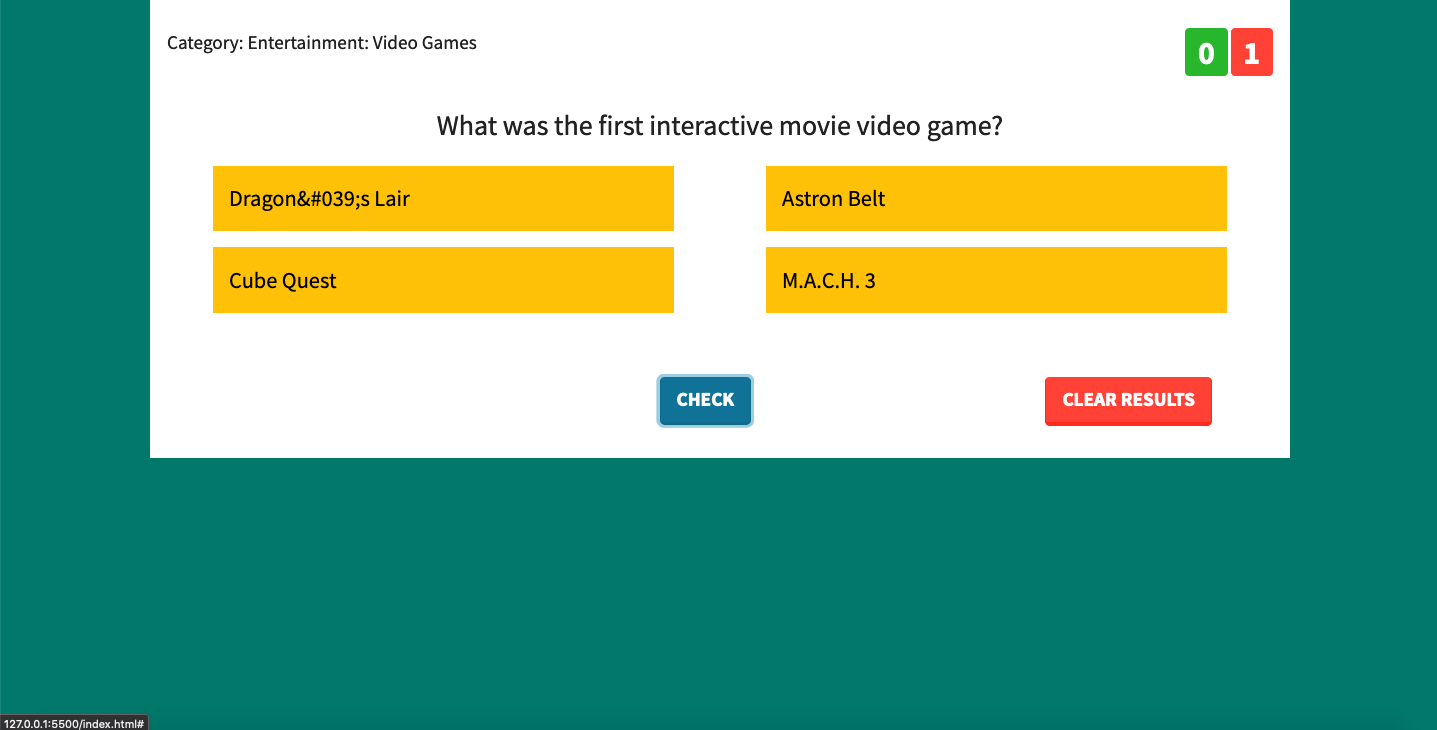 Category: Entertainment: Video Games
0 1
What was the first interactive movie video game?
Dragon&#039;s Lair
Astron Belt
Cube Quest
M.A.C.H. 3
CHECK
CLEAR RESULTS
127.0.0.1:5500/index.html#